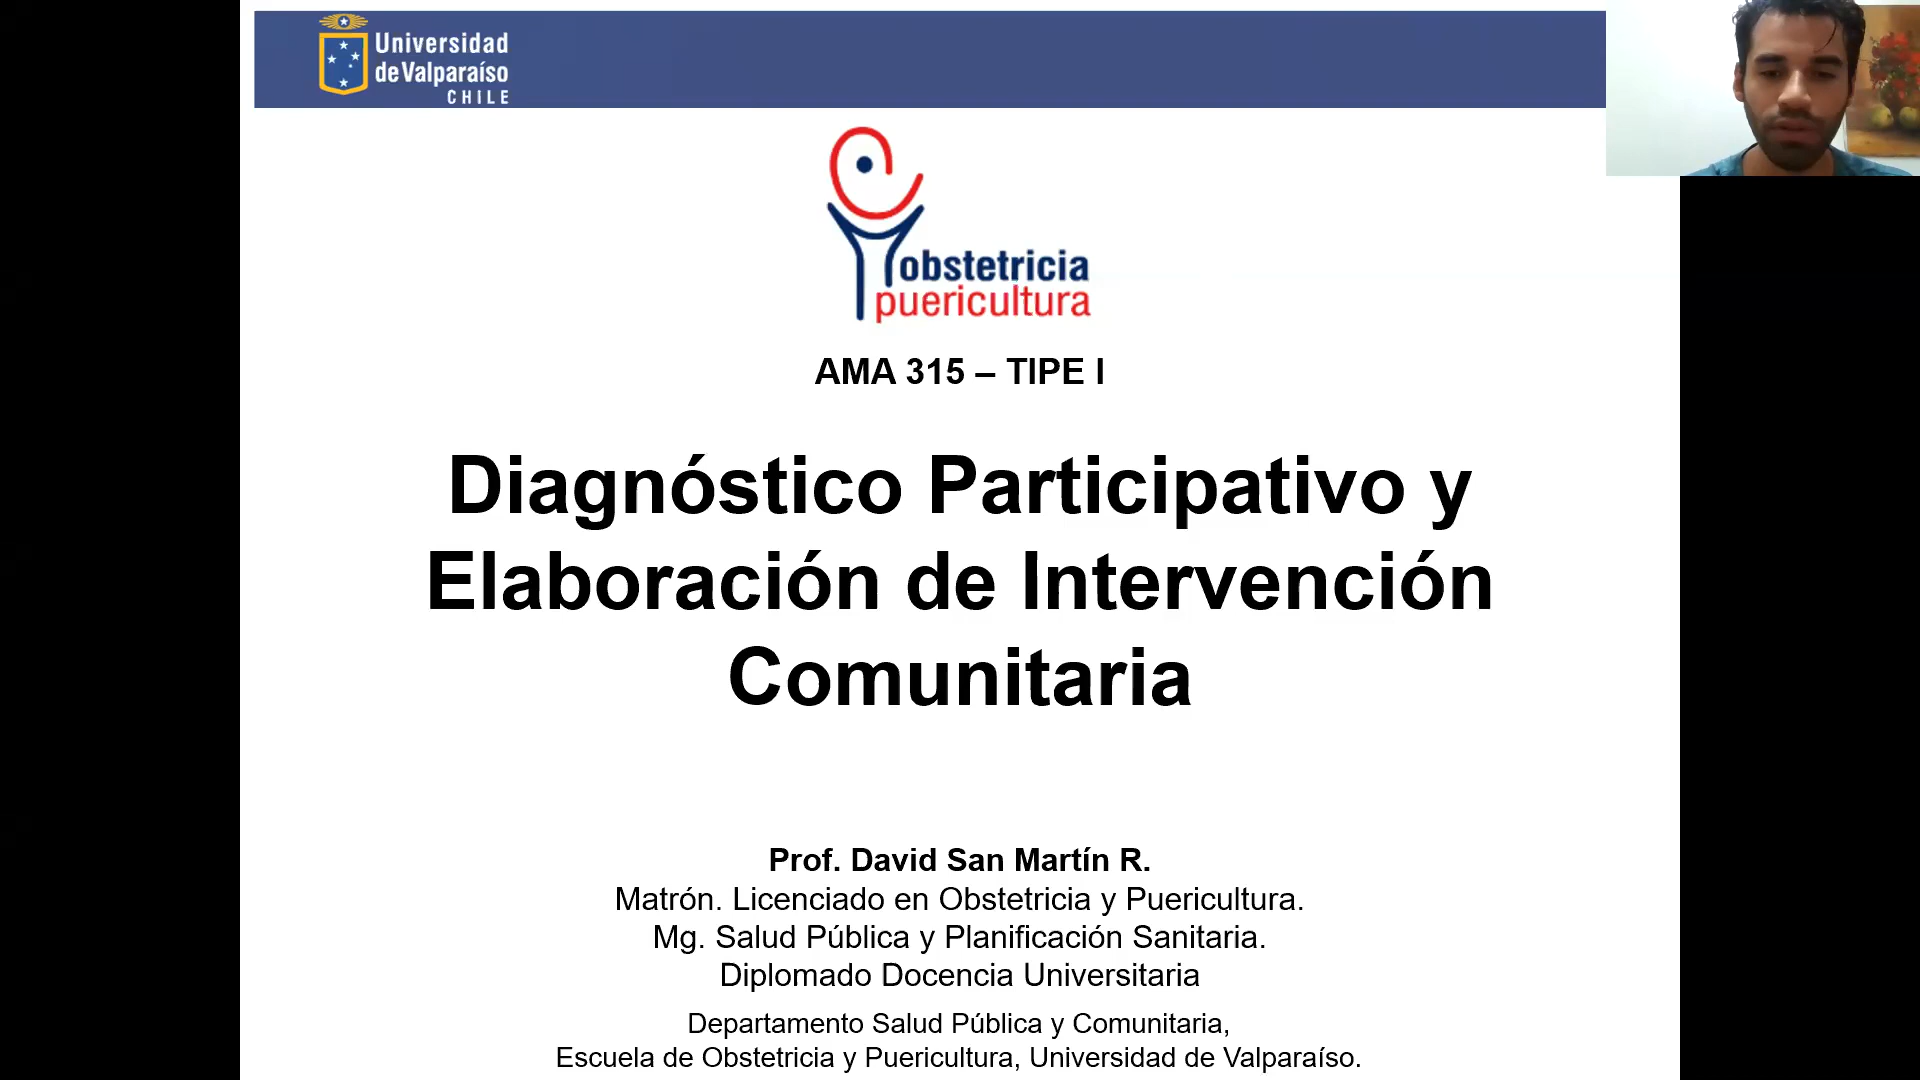 Universidad
de Valparaíso
CHILE
obstetricia
puericultura
AMA 315 – TIPE I
Diagnóstico Participativo y
Elaboración de Intervención
Comunitaria
Prof. David San Martín R.
Matrón. Licenciado en Obstetricia y Puericultura.
Mg. Salud Pública y Planificación Sanitaria.
Diplomado Docencia Universitaria
Departamento Salud Pública y Comunitaria,
Escuela de Obstetricia y Puericultura, Universidad de Valparaíso.